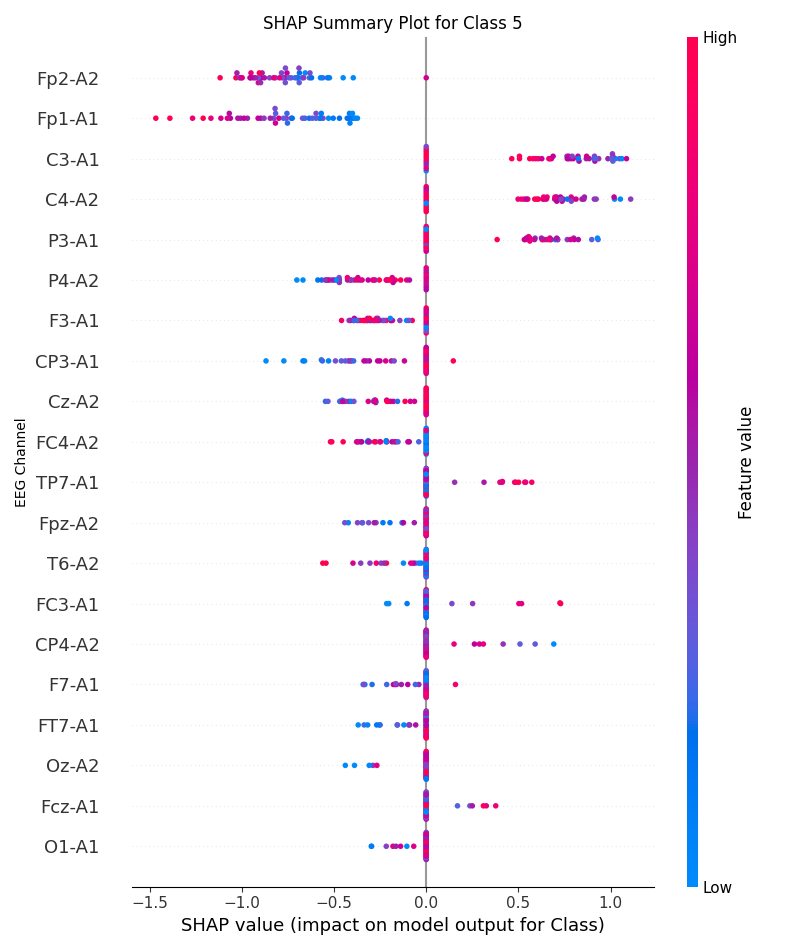 SHAP Summary Plot for Class 5
High
Fp2-A2
Fp1-A1
C3-A1
C4-A2
P3-A1
P4-A2
F3-A1
CP3-A1
Cz-A2
FC4-A2
TP7-A1
Fpz-A2
T6-A2
FC3-A1
CP4-A2
F7-A1
FT7-A1
Oz-A2
Fcz-A1
O1-A1
EEG Channel
Feature value
Low
−1.5 −1.0 −0.5 0.0 0.5 1.0
SHAP value (impact on model output for Class)